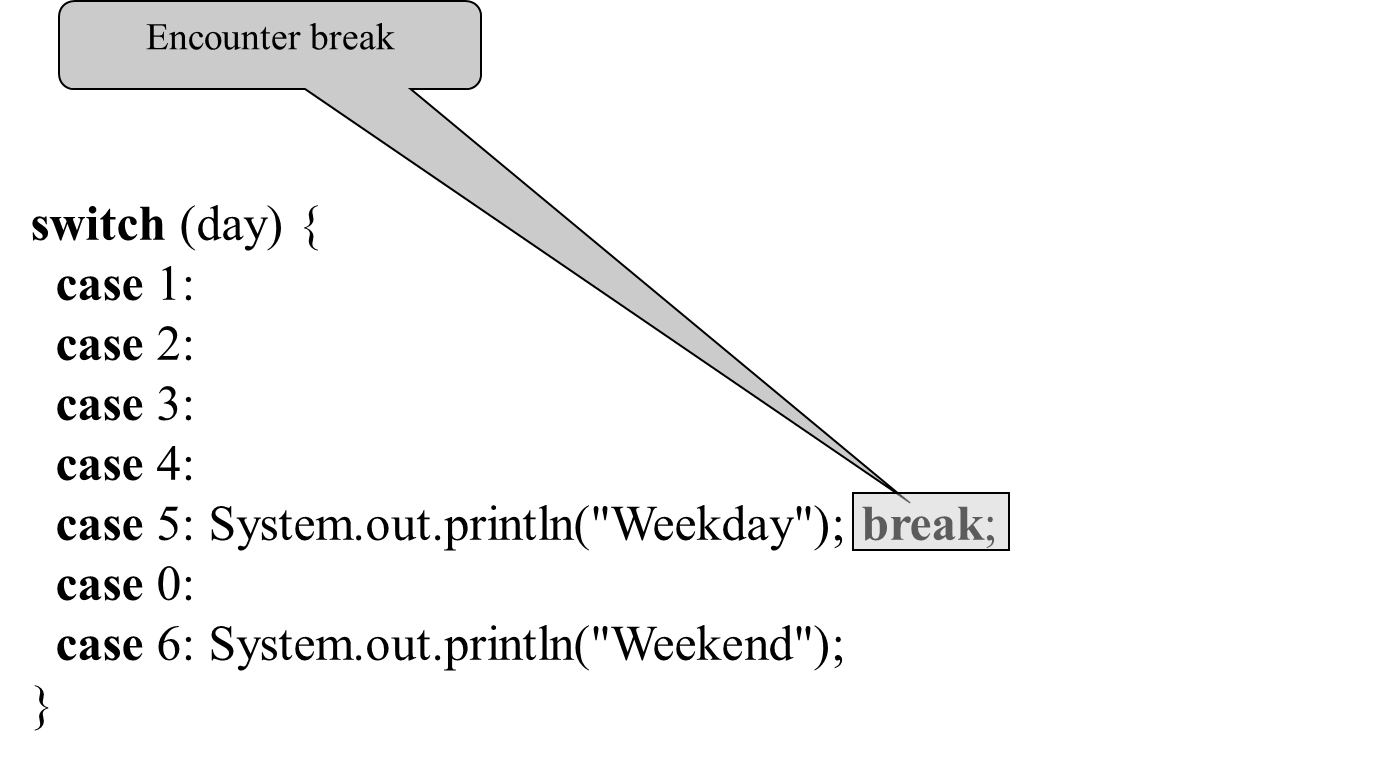 Encounter break
switch (day) {
case 1:
case 2:
case 3:
case 4:
case 5: System.out.println("Weekday"); break;
case 0:
case 6: System.out.println("Weekend");
}